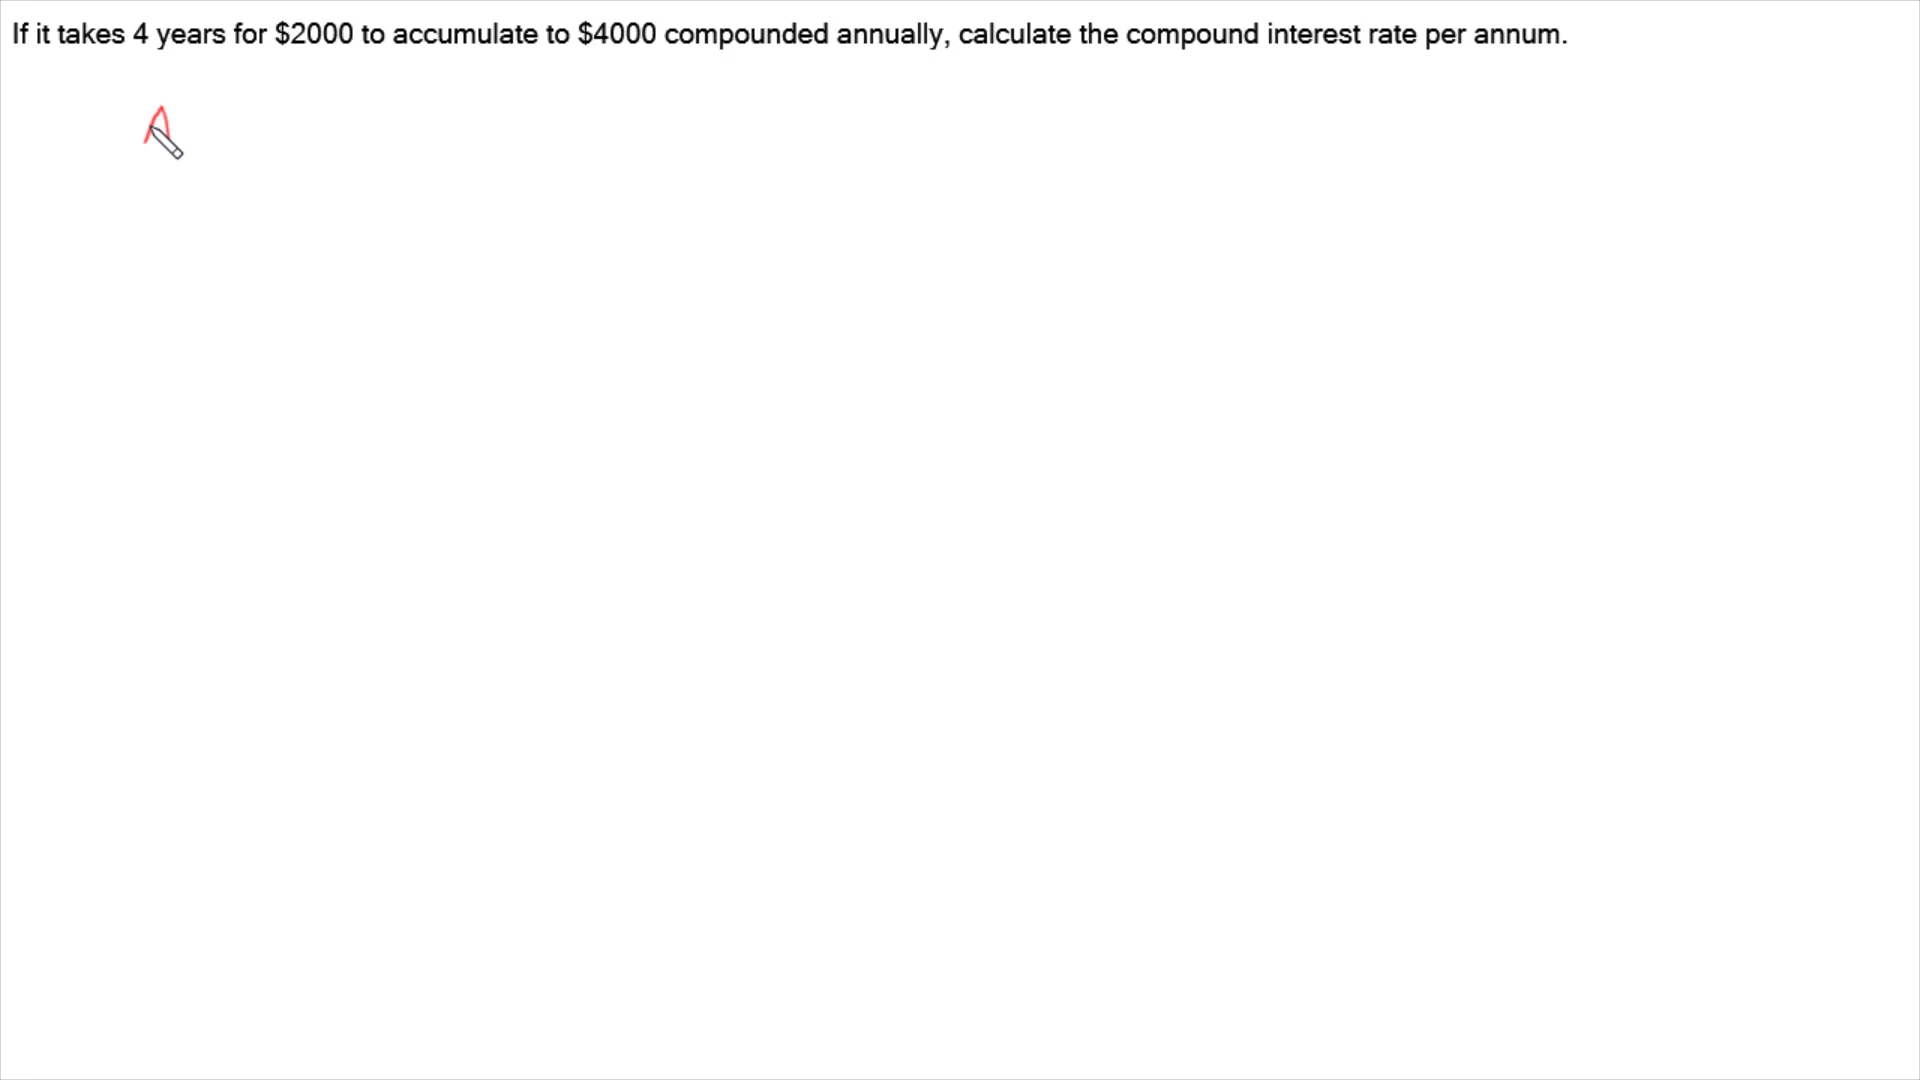 If it takes 4 years for $2000 to accumulate to $4000 compounded annually, calculate the compound interest rate per annum.
A